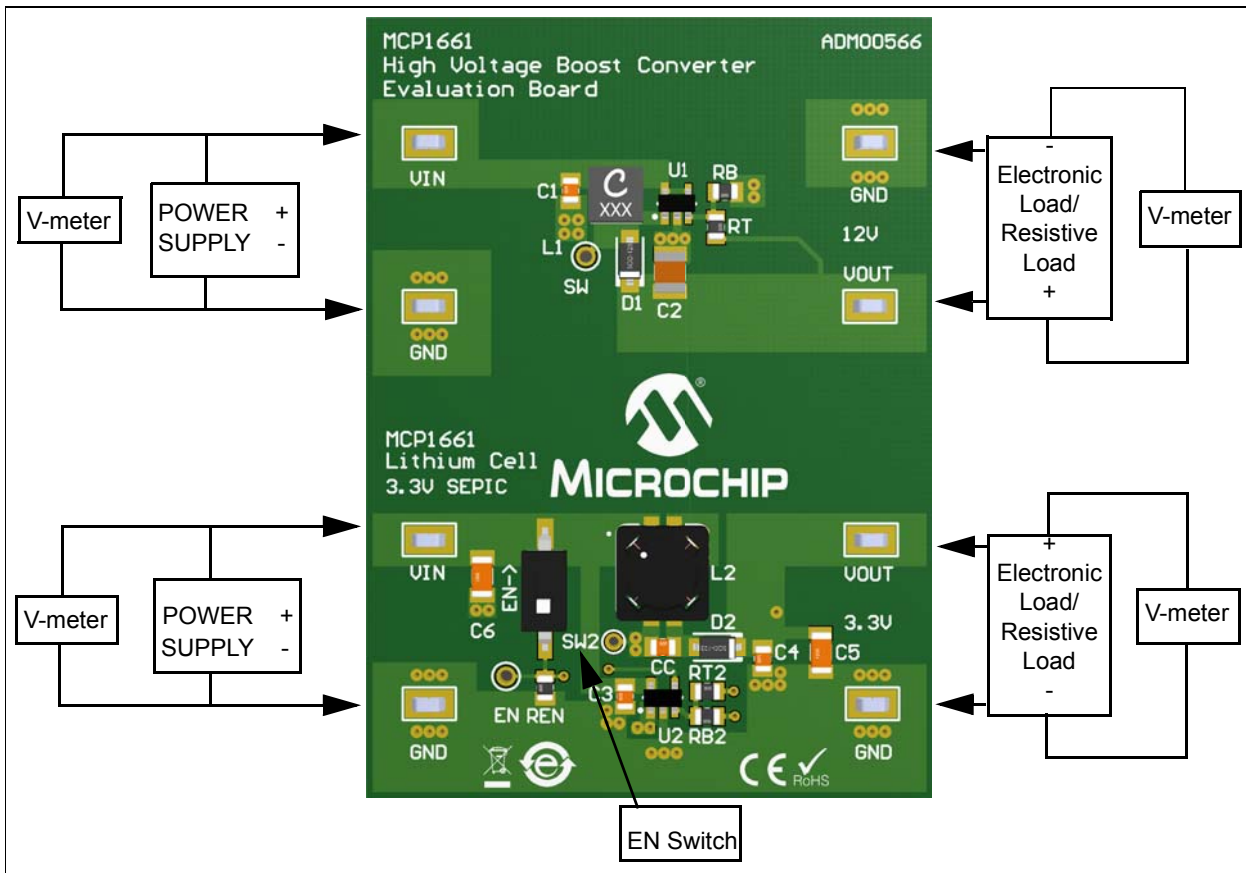 MCP1661
High Voltage Boost Converter
Evaluation Board
ADM00566
V-meter
POWER +
SUPPLY -
VIN
GND
C1
C
XXX
L1
SW
U1
RB
RT
D1
C2
GND
12V
VOUT
-
Electronic
Load/
Resistive
Load
+
V-meter
MCP1661
Lithium Cell
3.3V SEPIC
MICROCHIP
®
V-meter
POWER +
SUPPLY -
VIN
GND
C6
EN->
SW2
EN REN
L2
D2
CC
C3
U2
RT2
RB2
C4
C5
VOUT
3.3V
GND
e
CE
RoHS
+
Electronic
Load/
Resistive
Load
-
V-meter
EN Switch